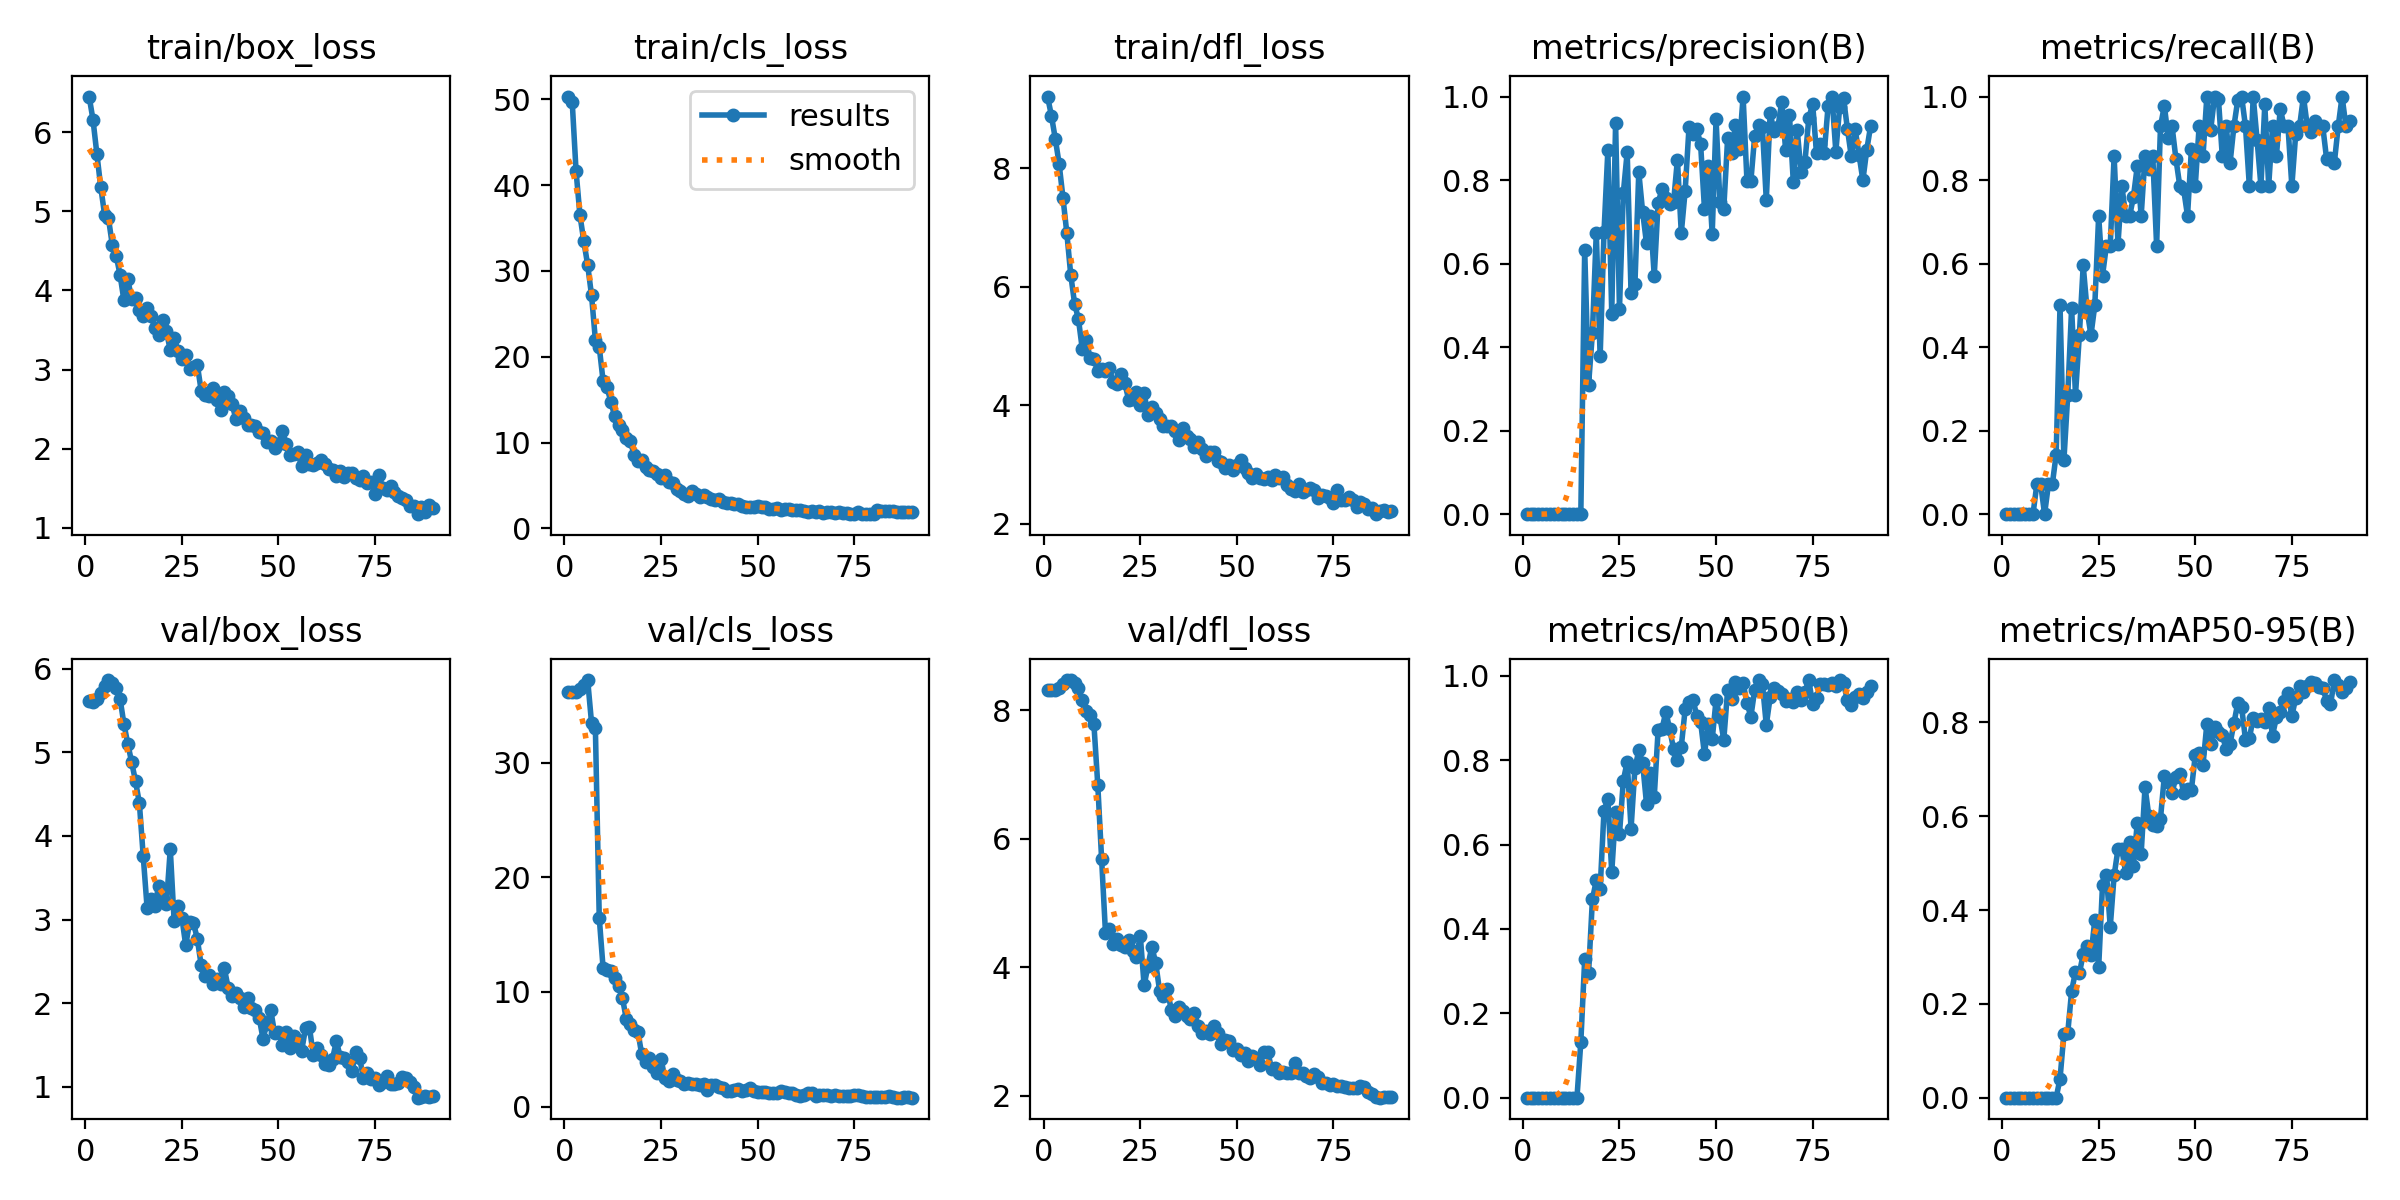 train/box_loss
train/cls_loss
train/dfl_loss
metrics/precision(B)
metrics/recall(B)
6
5
4
3
2
1
0 25 50 75
50
40
30
20
10
0
results
smooth
0 25 50 75
8
6
4
2
0 25 50 75
1.0
0.8
0.6
0.4
0.2
0.0
0 25 50 75
1.0
0.8
0.6
0.4
0.2
0.0
0 25 50 75
val/box_loss
val/cls_loss
val/dfl_loss
metrics/mAP50(B)
metrics/mAP50-95(B)
6
5
4
3
2
1
0 25 50 75
30
20
10
0
0 25 50 75
8
6
4
2
0 25 50 75
1.0
0.8
0.6
0.4
0.2
0.0
0 25 50 75
0.8
0.6
0.4
0.2
0.0
0 25 50 75